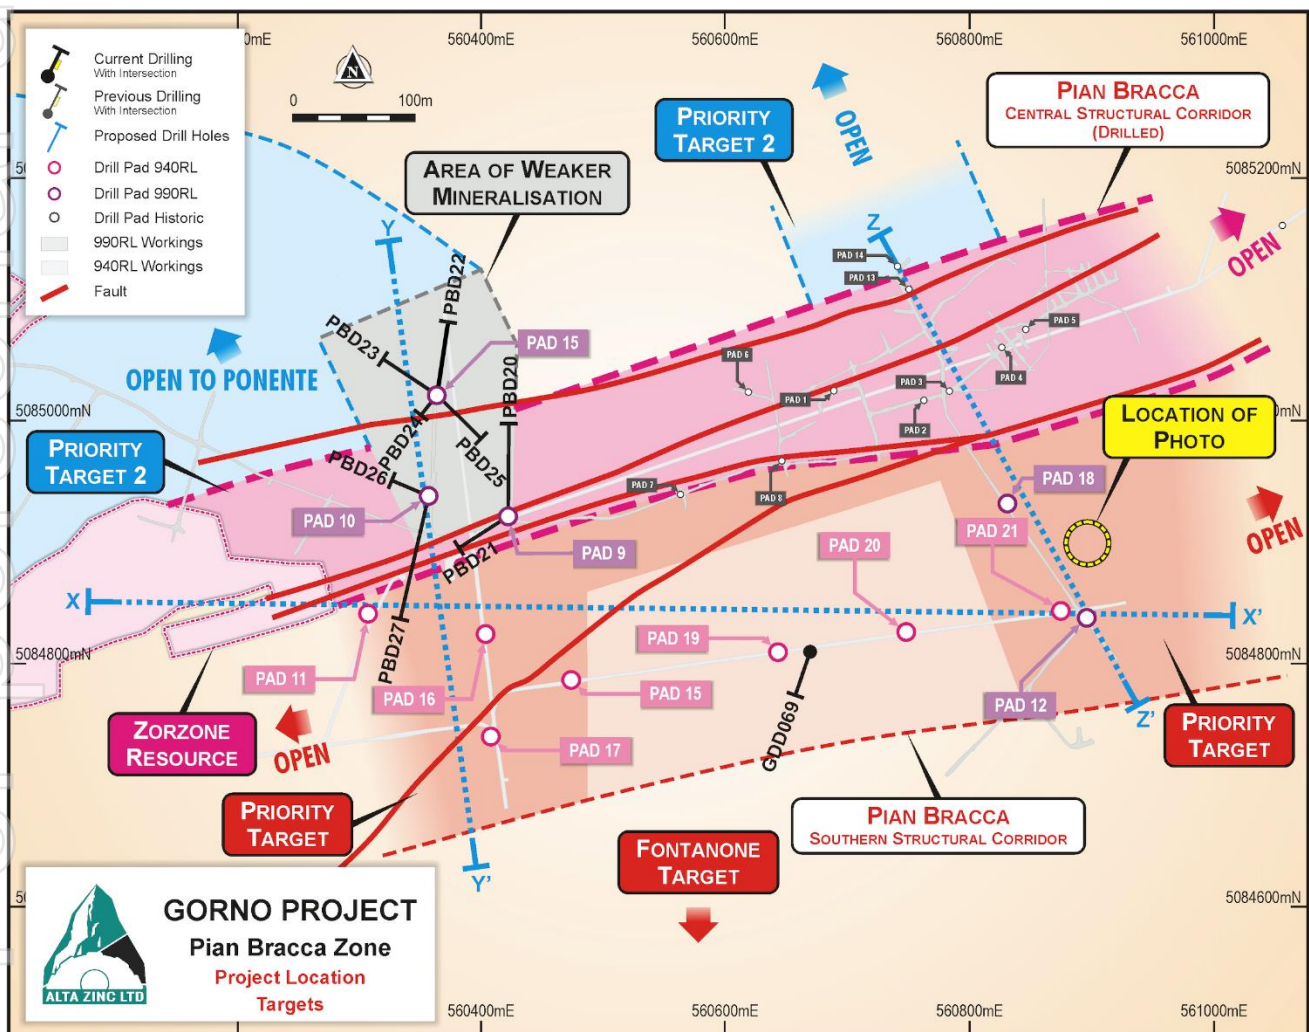 Current Drilling
With Intersection
Previous Drilling
With Intersection
Proposed Drill Holes
Drill Pad 940RL
Drill Pad 990RL
Drill Pad Historic
990RL Workings
940RL Workings
Fault
N
0 100m
560400mE
560600mE
560800mE
561000mE
5085200mN
PRIORITY
TARGET 2
OPEN
PIAN BRACCA
CENTRAL STRUCTURAL CORRIDOR
(DRILLED)
AREA OF WEAKER
MINERALISATION
Y
Z
OPEN
PBD22
PBD23
PAD 15
PBD20
PAD 14
PAD 13
PAD 5
PAD 6
PAD 4
PAD 3
PAD 1
PAD 2
OPEN TO PONENTE
5085000mN
PBD24
PBD25
PBD26
PRIORITY
TARGET 2
LOCATION OF
PHOTO
PAD 7
PAD 8
PAD 18
PAD 10
PAD 9
PAD 21
PAD 20
OPEN
PBD21
X
X'
PBD27
PAD 19
5084800mN
5084800mN
PAD 11
PAD 16
PAD 15
PAD 12
Z'
ZORZONE
RESOURCE
OPEN
PAD 17
GDD069
PRIORITY
TARGET
PRIORITY
TARGET
PIAN BRACCA
SOUTHERN STRUCTURAL CORRIDOR
FONTANONE
TARGET
Y'
5084600mN
GORNO PROJECT
Pian Bracca Zone
Project Location
Targets
ALTA ZINC LTD
560400mE
560600mE
560800mE
561000mE